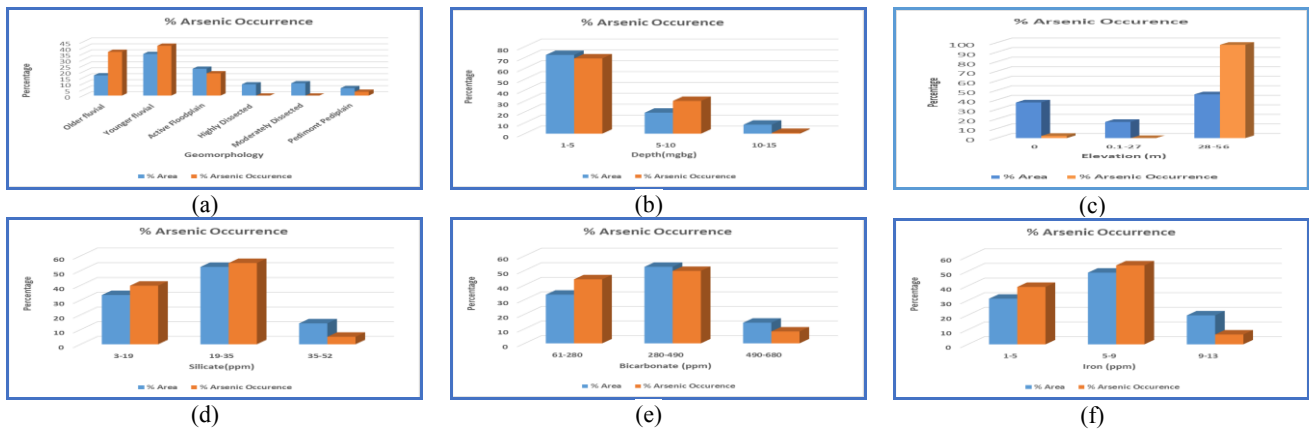 % Arsenic Occurrence
Percentage
45
40
35
30
25
20
15
10
5
0
Older fluvial
Younger fluvial
Active Floodplain
Highly Dissected
Moderately Dissected
Pedimont Pediplain
Geomorphology
% Area
% Arsenic Occurence
(a)
% Arsenic Occurrence
Percentage
80
70
60
50
40
30
20
10
0
1-5
5-10
10-15
Depth(mgbg)
% Area
% Arsenic Occurence
(b)
% Arsenic Occurence
Percentage
100
90
80
70
60
50
40
30
20
10
0
0
0.1-27
28-56
Elevation (m)
% Area
% Arsenic Occurrence
(c)
% Arsenic Occurrence
Percentage
60
50
40
30
20
10
0
3-19
19-35
35-52
Silicate(ppm)
% Area
% Arsenic Occurence
(d)
% Arsenic Occurrence
Percentage
60
50
40
30
20
10
0
61-280
280-490
490-680
Bicarbonate (ppm)
% Area
% Arsenic Occurence
(e)
% Arsenic Occurrence
Percentage
60
50
40
30
20
10
0
1-5
5-9
9-13
Iron (ppm)
% Area
% Arsenic Occurence
(f)